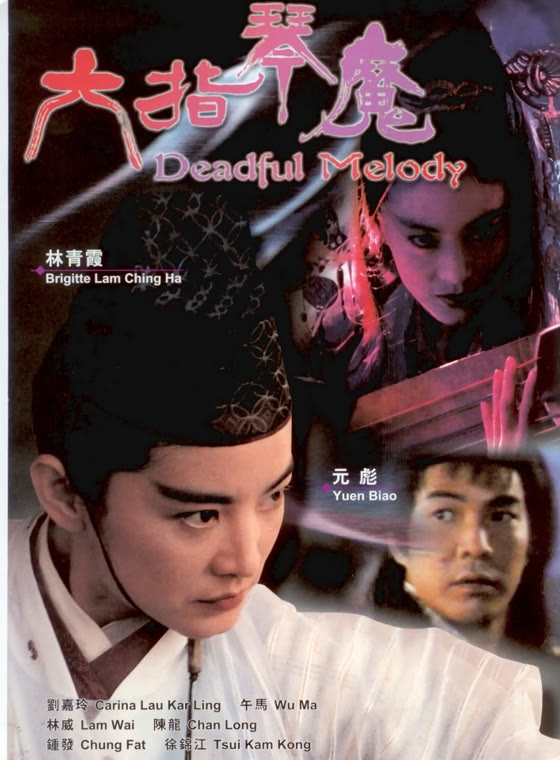 六指琴魔
Deadful Melody
林青霞
Brigitte Lam Ching Ha
元彪
Yuen Biao
劉嘉玲 Carina Lau Kar Ling 午馬 Wu Ma
林威 Lam Wai 陳龍 Chan Long
鍾發 Chung Fat 徐錦江 Tsui Kam Kong